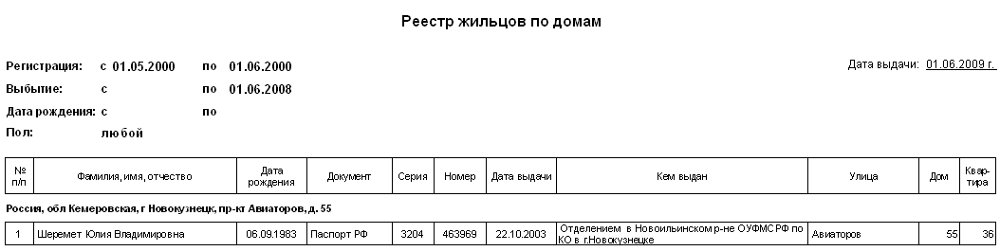 Реестр жильцов по домам
Регистрация: с 01.05.2000 по 01.06.2000 Дата выдачи: 01.06.2009 г.
Выбытие: с по 01.06.2008
Дата рождения: с по
Пол: любой
№ п/п Фамилия, имя, отчество Дата рождения Документ Серия Номер Дата выдачи Кем выдан Улица Дом Квар-тира
Россия, обл Кемеровская, г Новокузнецк, пр-кт Авиаторов, д. 55
1 Шеремет Юлия Владимировна 06.09.1983 Паспорт РФ 3204 463969 22.10.2003 Отделением в Новоильинском р-не ОУФМС РФ по КО в г.Новокузнецке Авиаторов 55 36